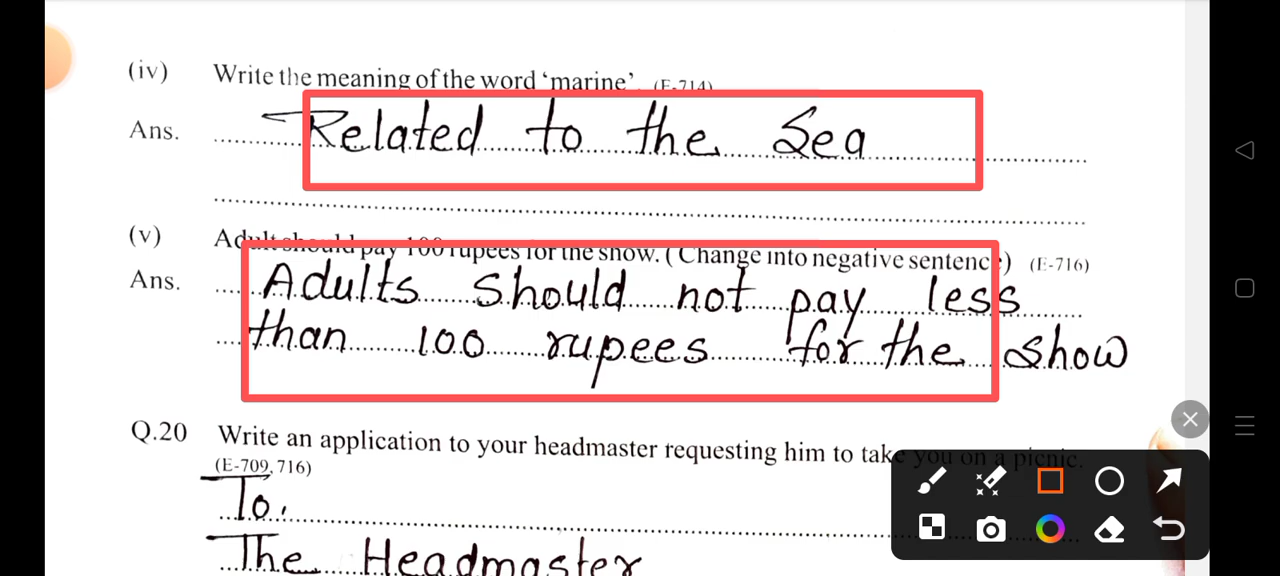 (iv) Write the meaning of the word 'marine'. (E-714)
Ans. Related to the Sea
(v) Adult should pay 100 rupees for the show. (Change into negative sentence) (E-716)
Ans. Adults should not pay less
than 100 rupees for the show
Q.20 Write an application to your headmaster requesting him to take you on a picnic.
(E-709, 716)
To,
The Headmaster